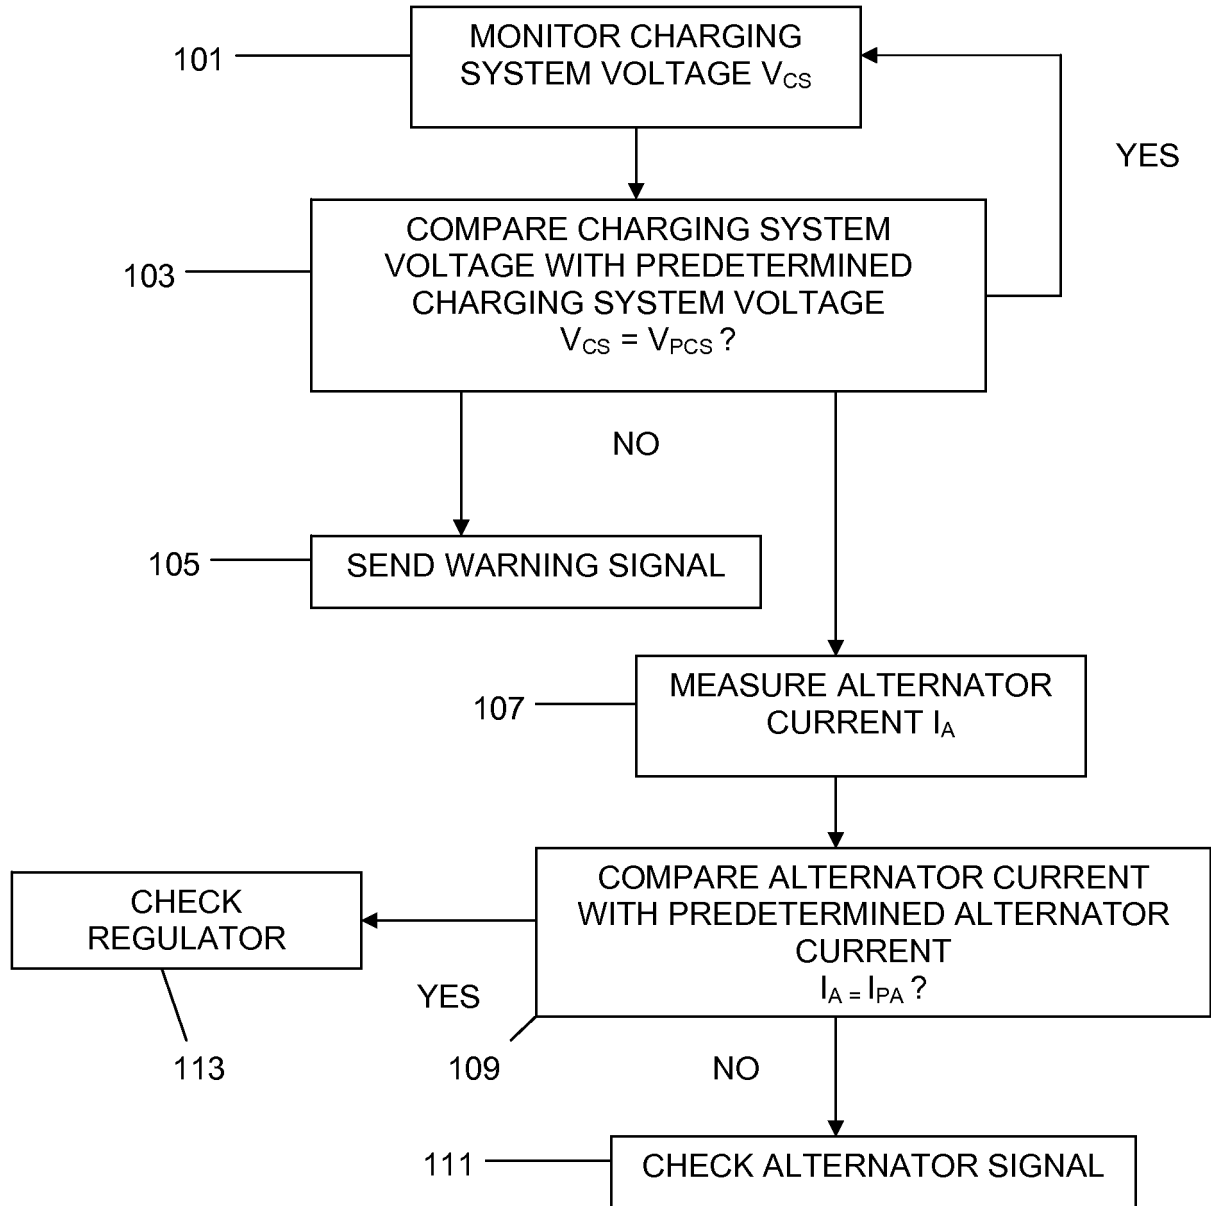 MONITOR CHARGING
SYSTEM VOLTAGE VCS
101
YES
COMPARE CHARGING SYSTEM
VOLTAGE WITH PREDETERMINED
CHARGING SYSTEM VOLTAGE
VCS = VPCS ?
103
NO
105
SEND WARNING SIGNAL
MEASURE ALTERNATOR
CURRENT IA
107
COMPARE ALTERNATOR CURRENT
WITH PREDETERMINED ALTERNATOR
CURRENT
IA = IPA ?
CHECK
REGULATOR
YES
113
109
NO
111
CHECK ALTERNATOR SIGNAL